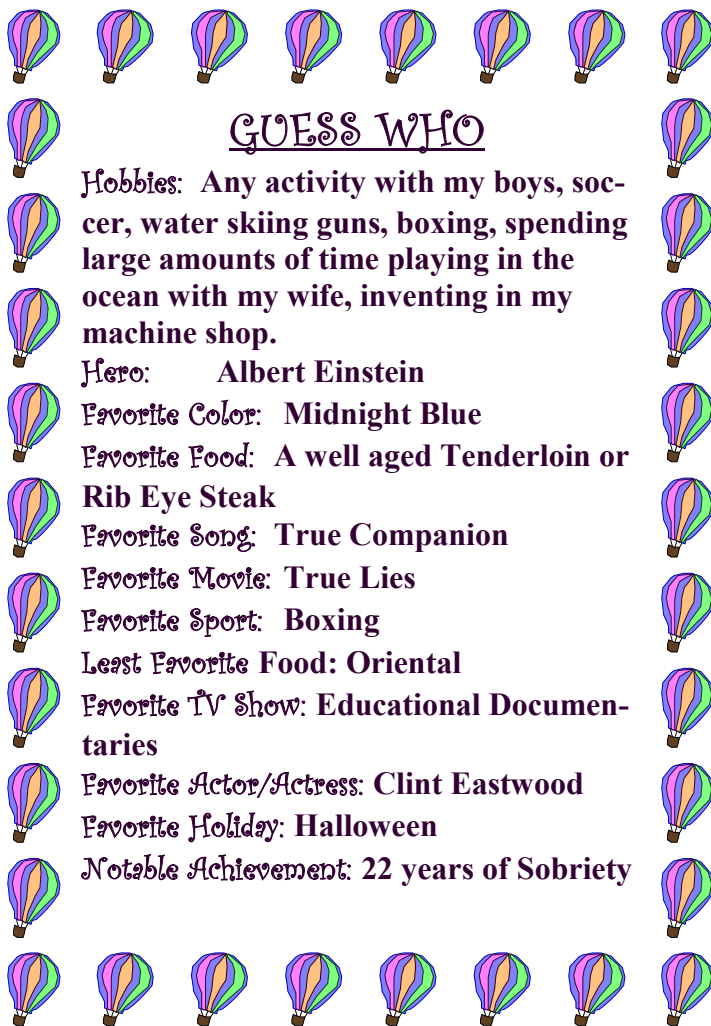 GUESS WHO
Hobbies: Any activity with my boys, soc-
cer, water skiing guns, boxing, spending
large amounts of time playing in the
ocean with my wife, inventing in my
machine shop.
Hero: Albert Einstein
Favorite Color: Midnight Blue
Favorite Food: A well aged Tenderloin or
Rib Eye Steak
Favorite Song: True Companion
Favorite Movie: True Lies
Favorite Sport: Boxing
Least Favorite Food: Oriental
Favorite TV Show: Educational Documen-
taries
Favorite Actor/Actress: Clint Eastwood
Favorite Holiday: Halloween
Notable Achievement: 22 years of Sobriety